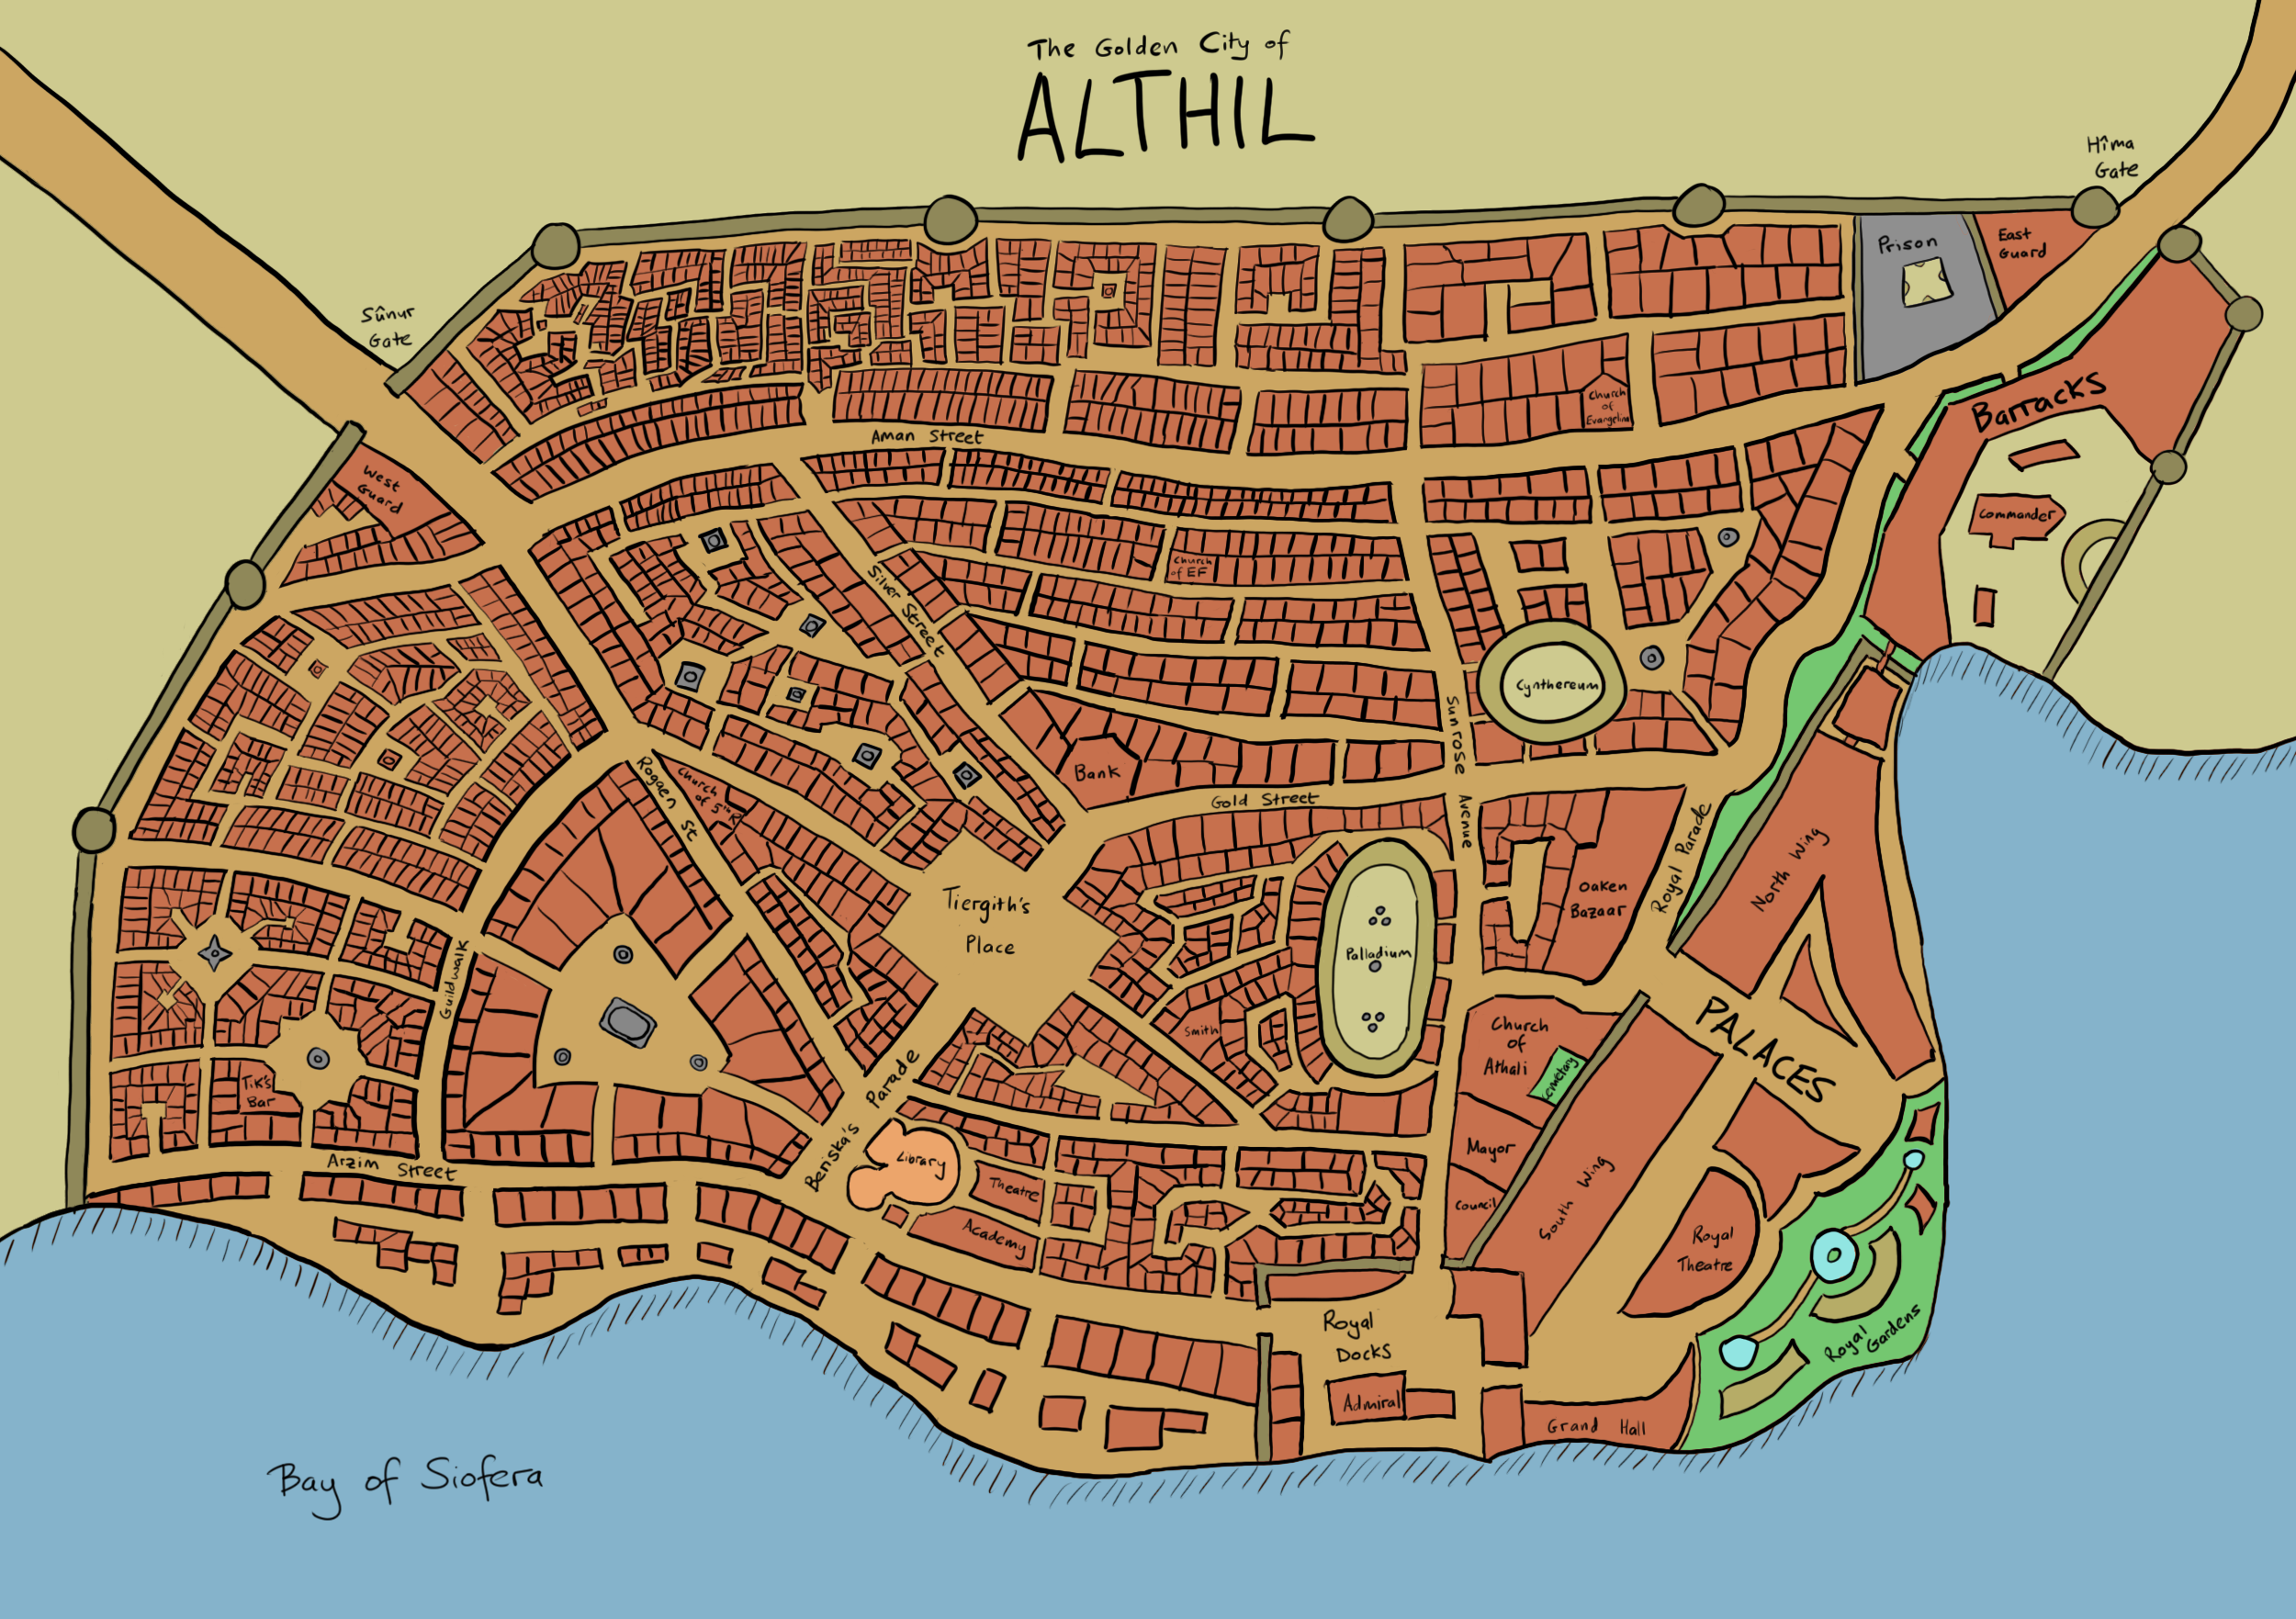 The Golden City of
ALTHIL
Hîma
Gate
Sûnur
Gate
Prison
East
Guard
Barracks
Church
of
Evangeline
Aman Street
West
Guard
Commander
Silver Street
Church
of EF
Cynthereum
Sunrose
Avenue
Bank
Gold Street
Rogaen St
Church
of 5th R
Royal Parade
North Wing
Oaken
Bazaar
Tiergith's
Place
Palladium
Guildwalk
Smith
PALACES
Church
of
Athali
Cemetary
Tik's
Bar
Beriska's Parade
Library
Theatre
Academy
Mayor
Council
South Wing
Arzim Street
Royal
Theatre
Royal
Gardens
Royal
Docks
Admiral
Grand Hall
Bay of Siofera